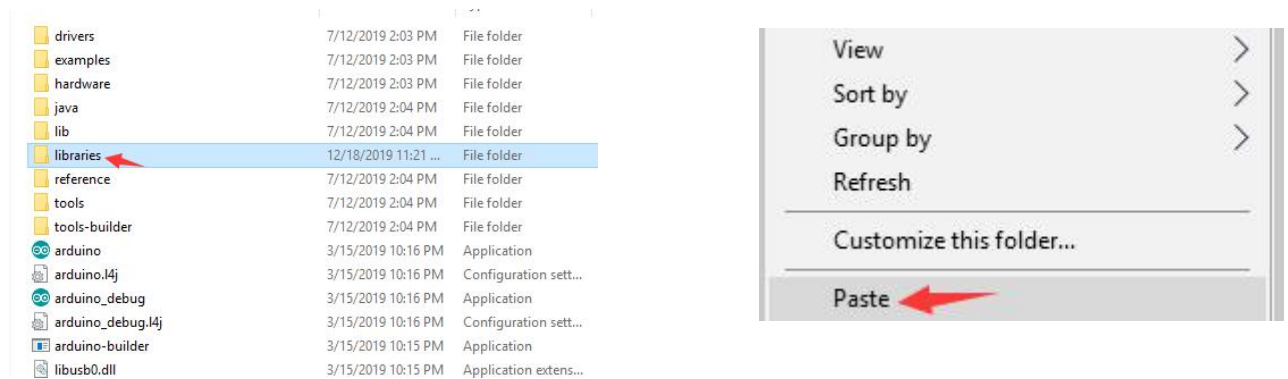 drivers 7/12/2019 2:03 PM File folder
examples 7/12/2019 2:03 PM File folder
hardware 7/12/2019 2:03 PM File folder
java 7/12/2019 2:04 PM File folder
lib 7/12/2019 2:04 PM File folder
libraries 12/18/2019 11:21 ... File folder
reference 7/12/2019 2:04 PM File folder
tools 7/12/2019 2:04 PM File folder
tools-builder 7/12/2019 2:04 PM File folder
arduino 3/15/2019 10:16 PM Application
arduino.l4j 3/15/2019 10:16 PM Configuration sett...
arduino_debug 3/15/2019 10:16 PM Application
arduino_debug.l4j 3/15/2019 10:16 PM Configuration sett...
arduino-builder 3/15/2019 10:15 PM Application
libusb0.dll 3/15/2019 10:15 PM Application extens...
View
Sort by
Group by
Refresh
Customize this folder...
Paste